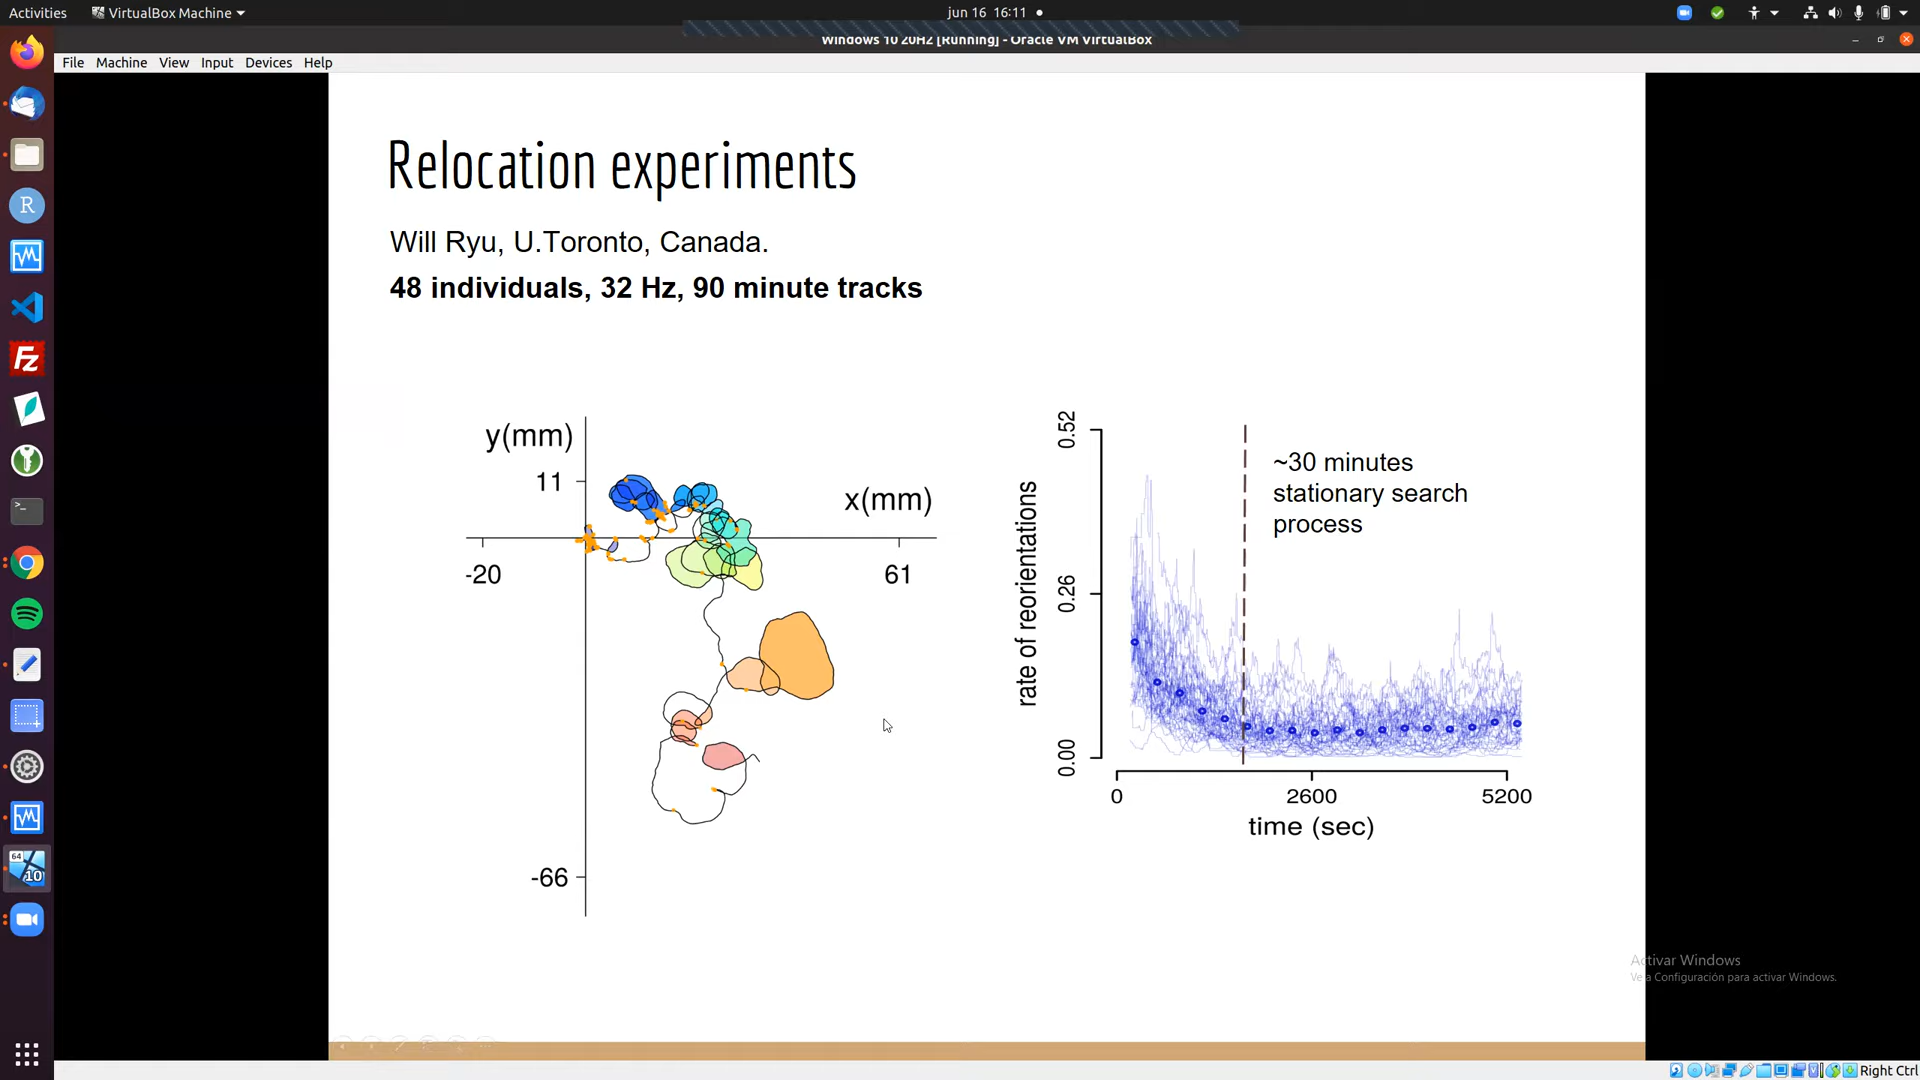 Activities
VirtualBox Machine
jun 16 16:11
Windows 10 20H2 [Running] - Oracle VM VirtualBox
File Machine View Input Devices Help
Relocation experiments
Will Ryu, U.Toronto, Canada.
48 individuals, 32 Hz, 90 minute tracks
y(mm)
11
x(mm)
-20
61
-66
0.52
0.26
0.00
rate of reorientations
~30 minutes
stationary search
process
0
2600
5200
time (sec)
R
Fz
>_
64
10
Activar Windows
Ve a Configuración para activar Windows.
Right Ctrl